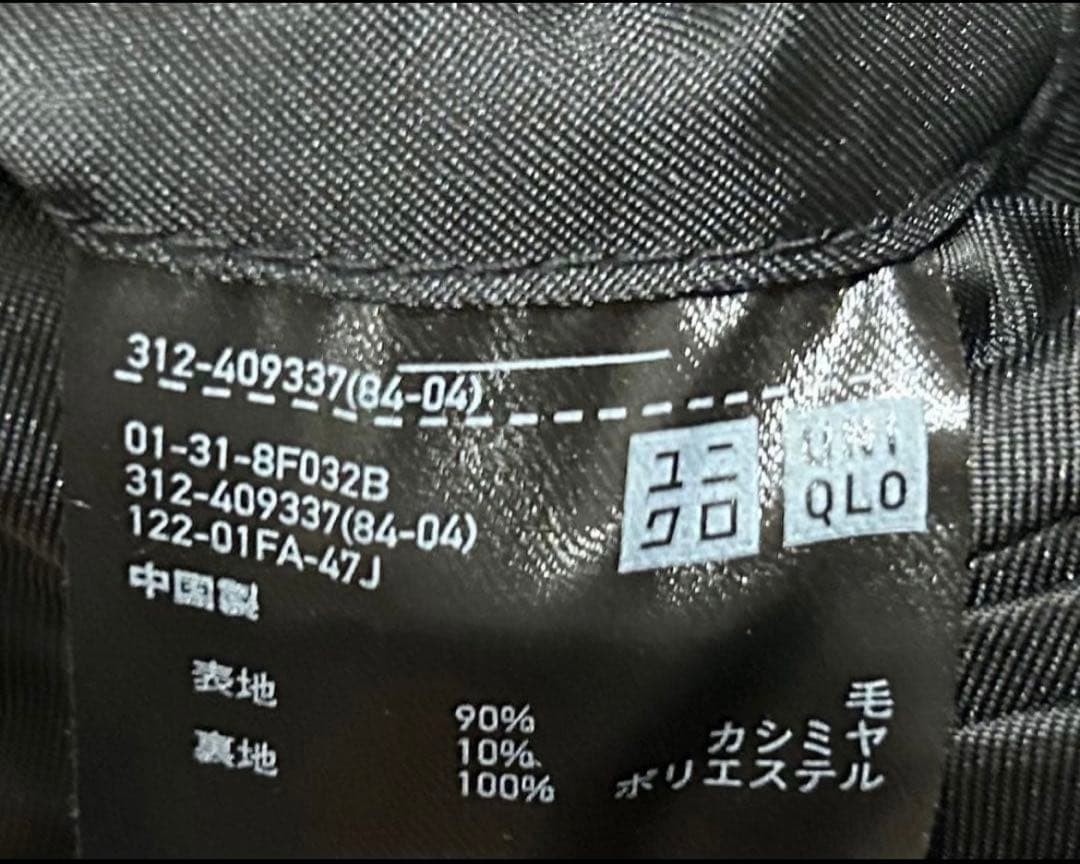 312-409337(84-04)
01-31-8F032B
312-409337(84-04)
122-01FA-47J
中国製
ユニ
クロ
UNI
QLO
表地 90% 毛
10% カシミヤ
裏地 100% ポリエステル